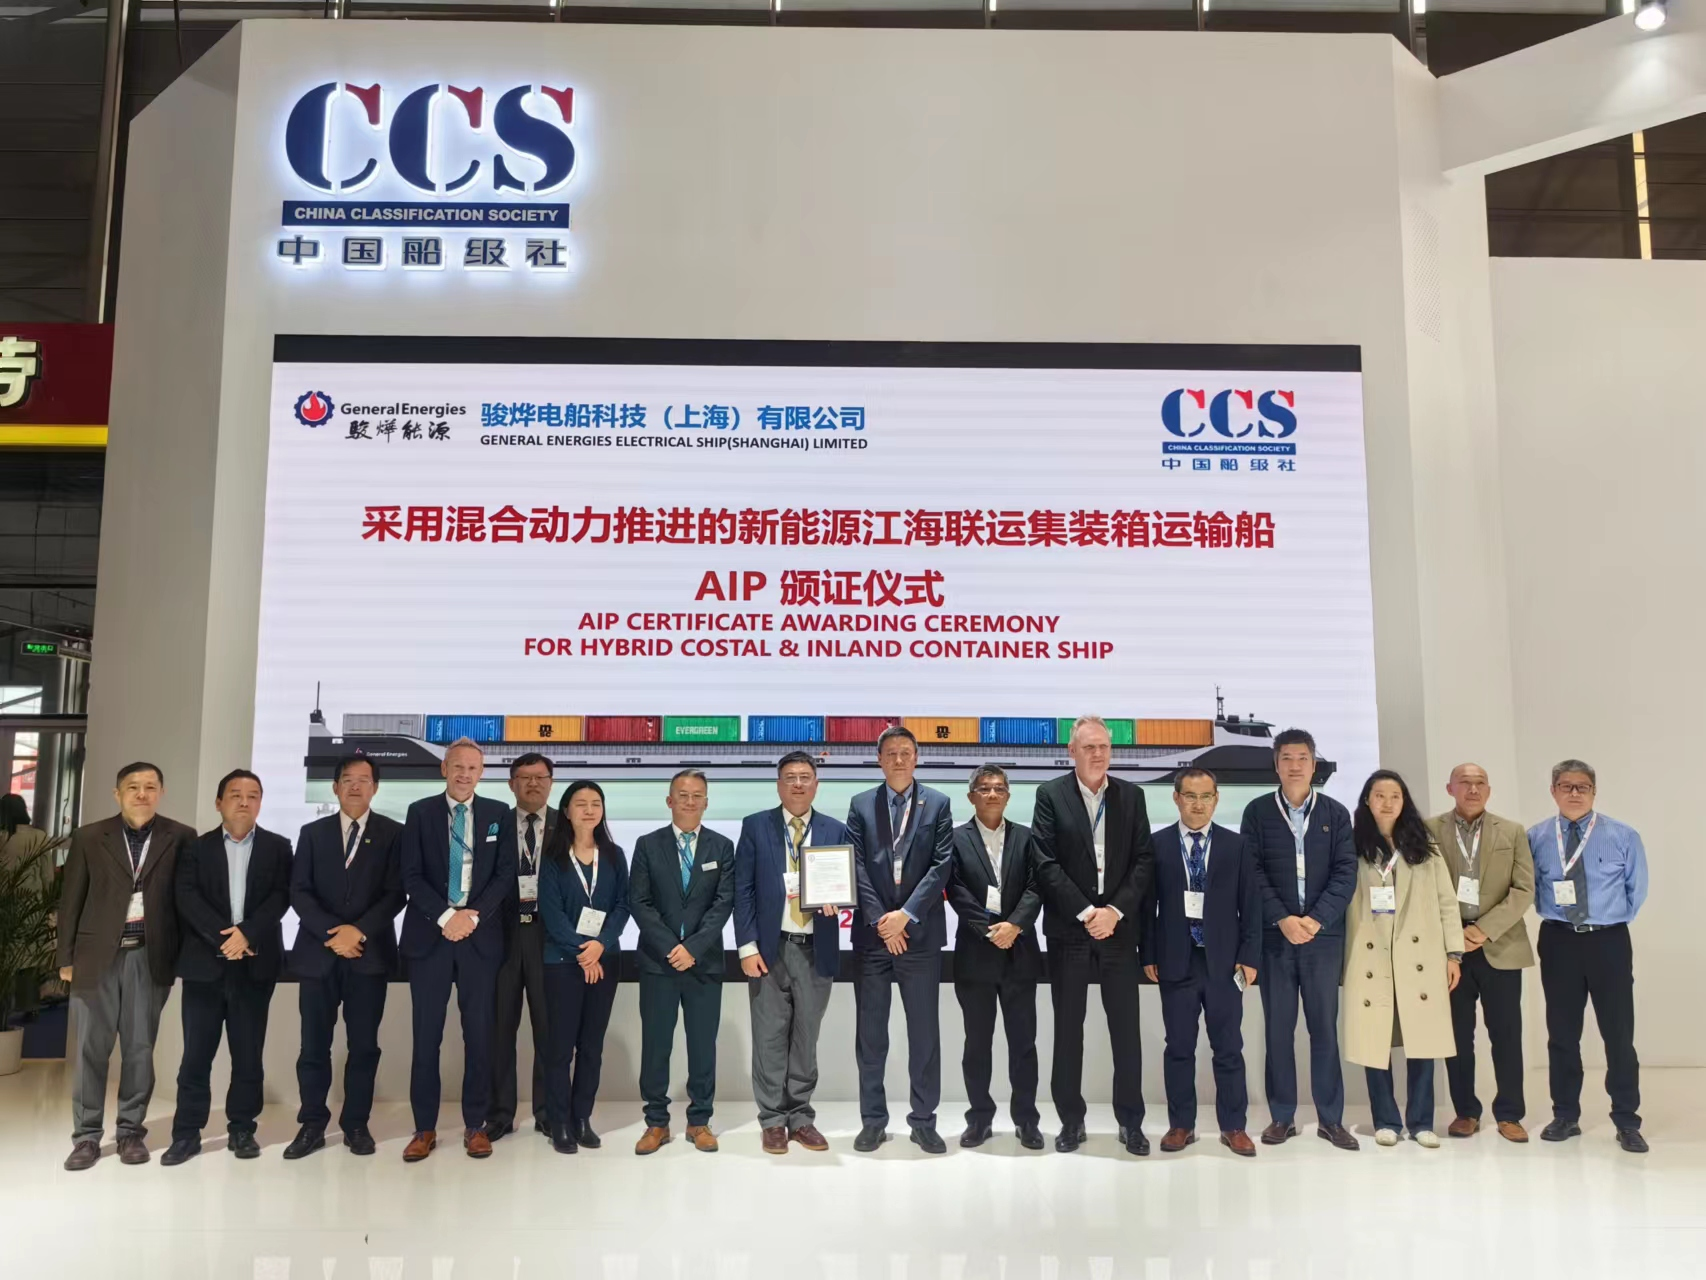 CCS
CHINA CLASSIFICATION SOCIETY
中国船级社
General Energies
骏烨能源
骏烨电船科技（上海）有限公司
GENERAL ENERGIES ELECTRICAL SHIP(SHANGHAI) LIMITED
CCS
CHINA CLASSIFICATION SOCIETY
中国船级社
采用混合动力推进的新能源江海联运集装箱运输船
AIP 颁证仪式
AIP CERTIFICATE AWARDING CEREMONY
FOR HYBRID COSTAL & INLAND CONTAINER SHIP
EVERGREEN
msc
msc
General Energies